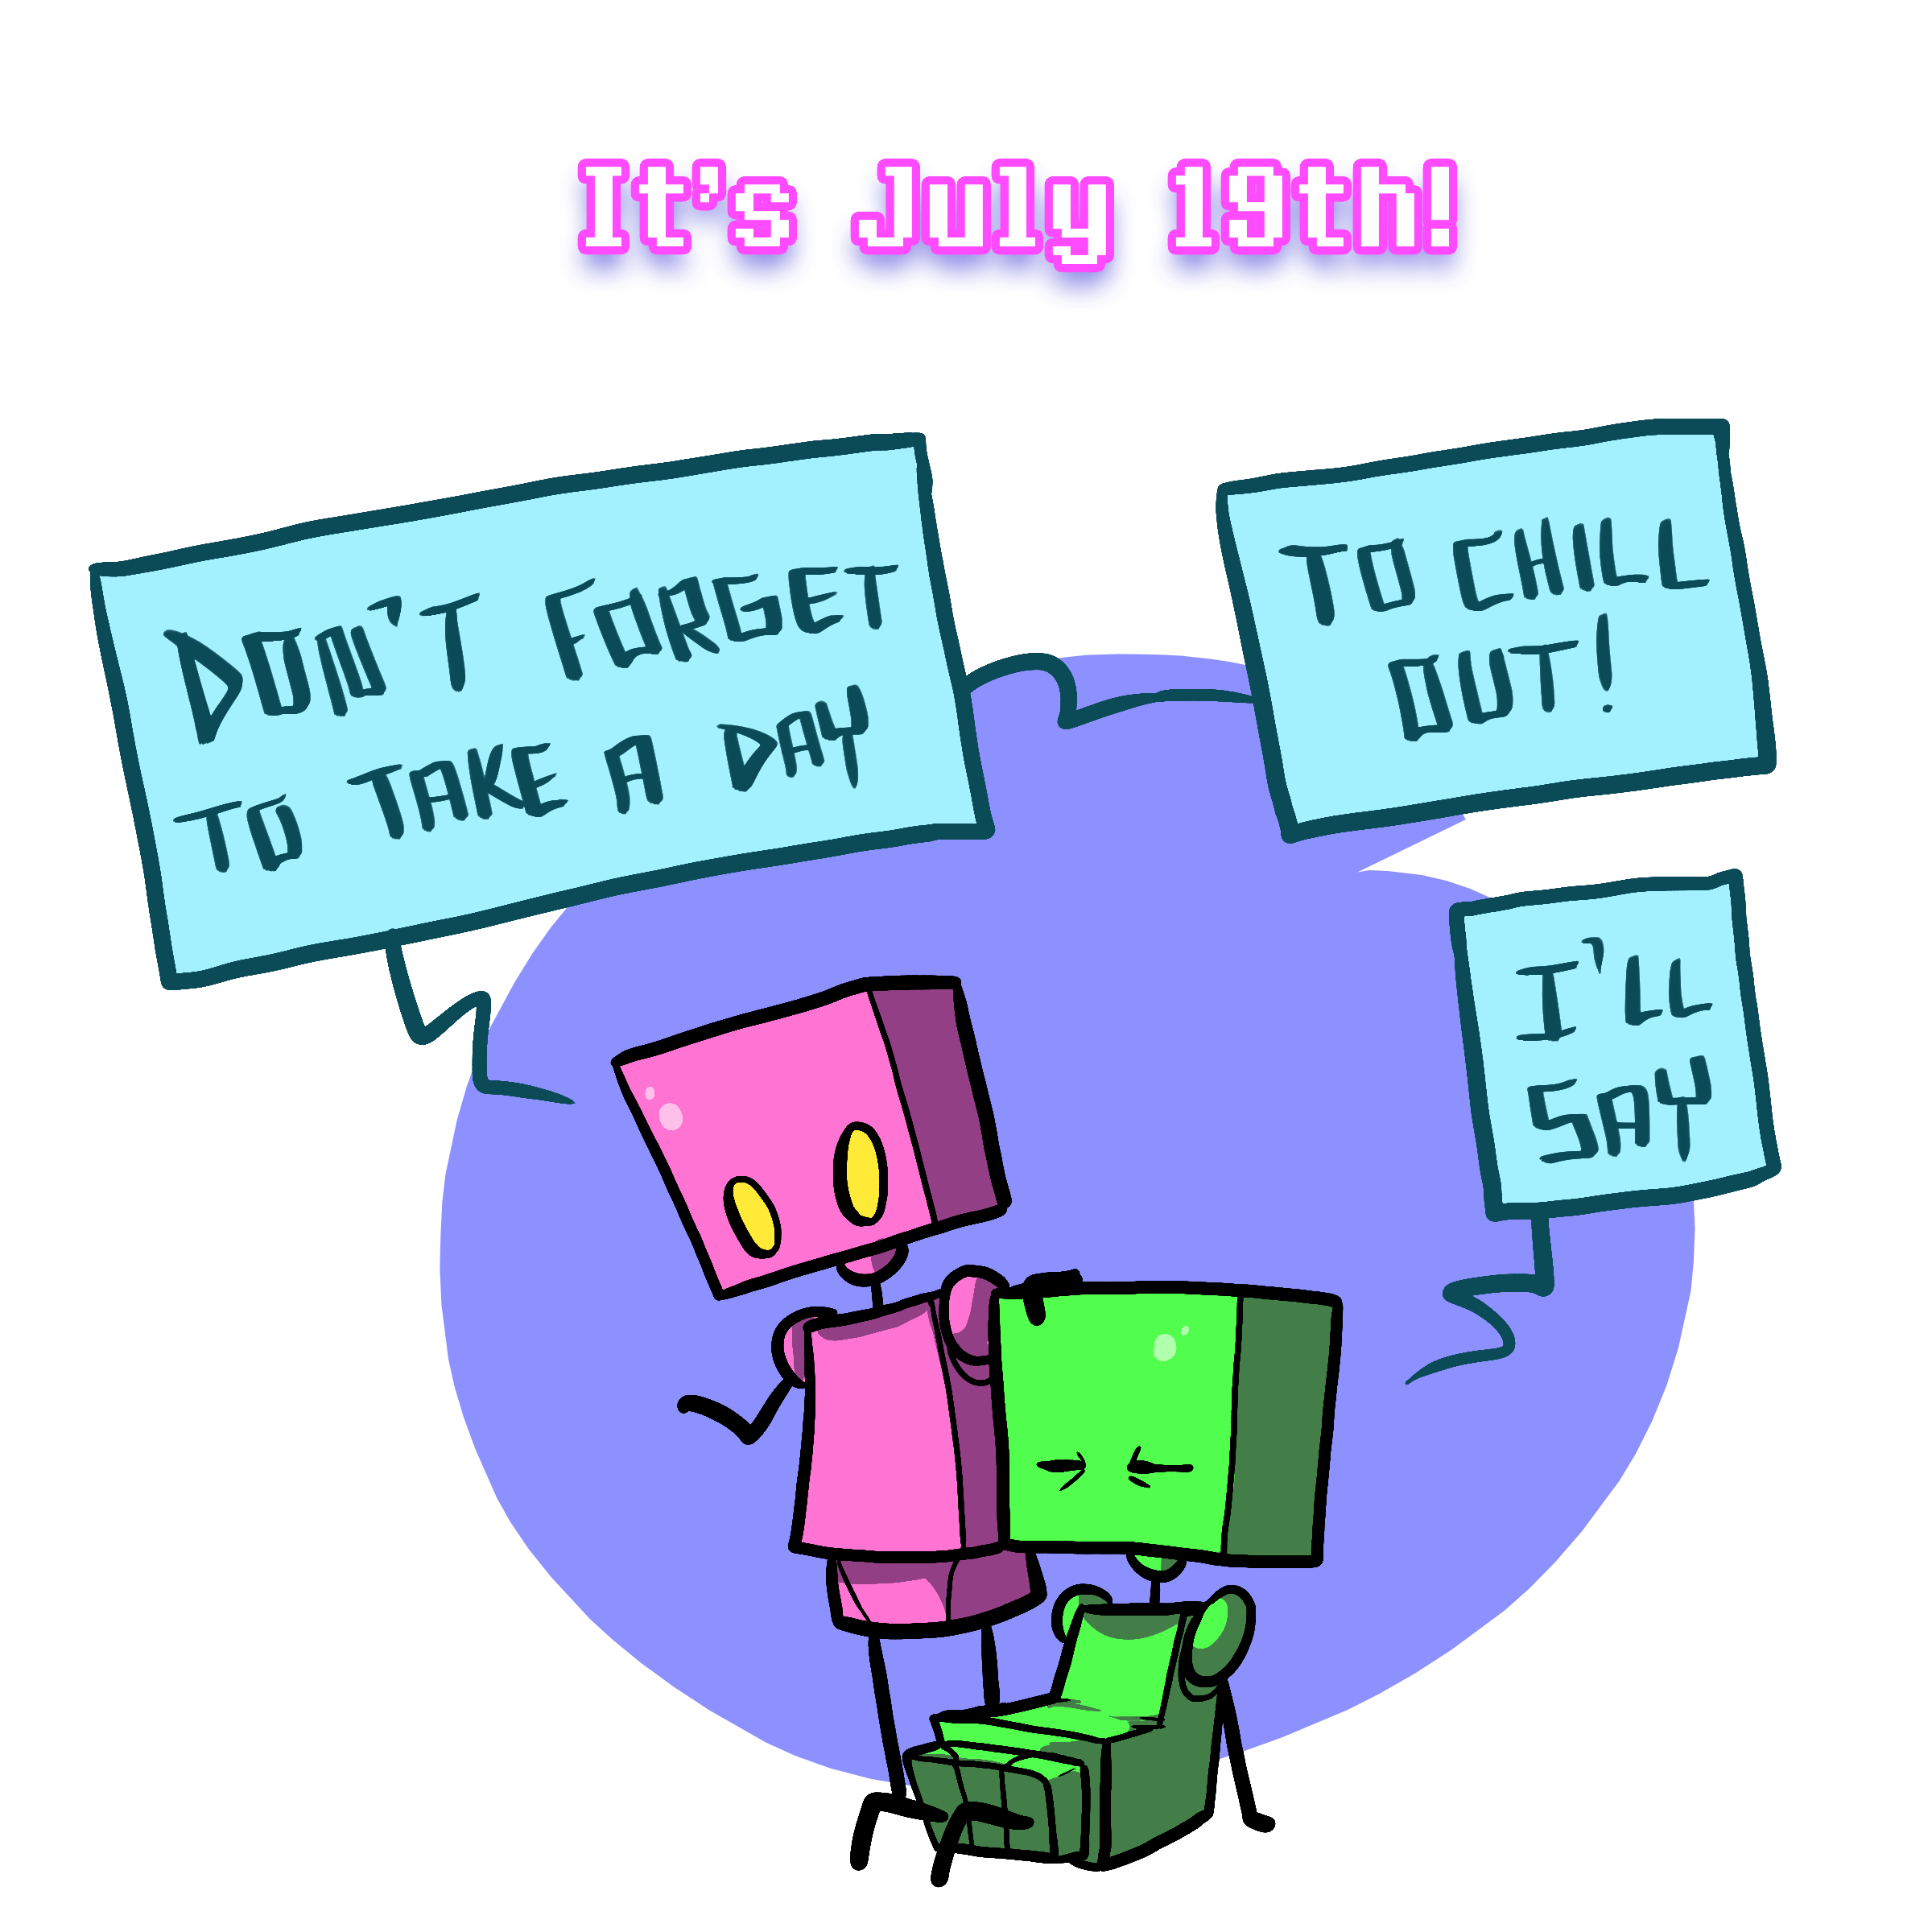 It's July 19th!
DON'T FORGET
TO TAKE A DAY
TO CHILL
OUT!
I'LL
SAY